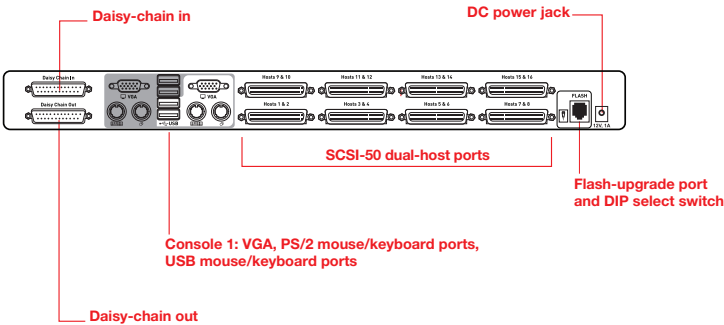 Daisy-chain in
DC power jack
Daisy Chain In
Daisy Chain Out
VGA
VGA
USB
Hosts 9 & 10
Hosts 11 & 12
Hosts 13 & 14
Hosts 15 & 16
Hosts 1 & 2
Hosts 3 & 4
Hosts 5 & 6
Hosts 7 & 8
FLASH
12V, 1A
SCSI-50 dual-host ports
Flash-upgrade port
and DIP select switch
Console 1: VGA, PS/2 mouse/keyboard ports,
USB mouse/keyboard ports
Daisy-chain out